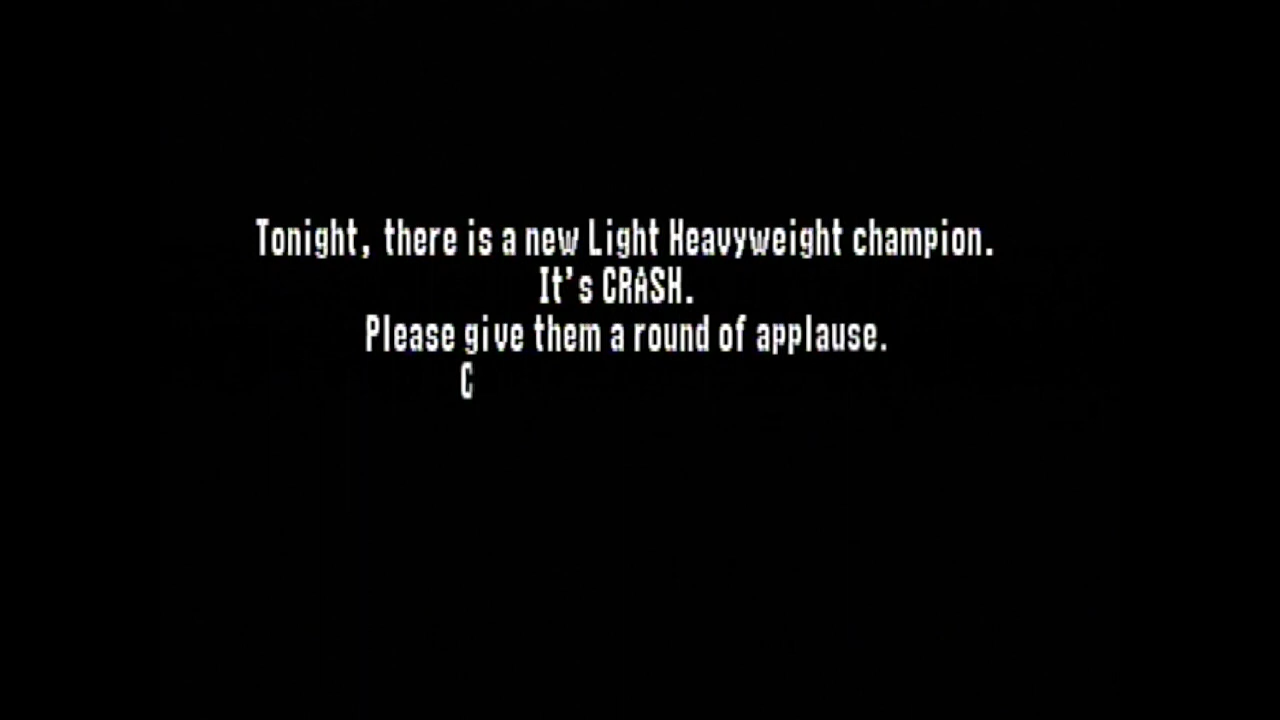 Tonight, there is a new Light Heavyweight champion.
It's CRASH.
Please give them a round of applause.
C